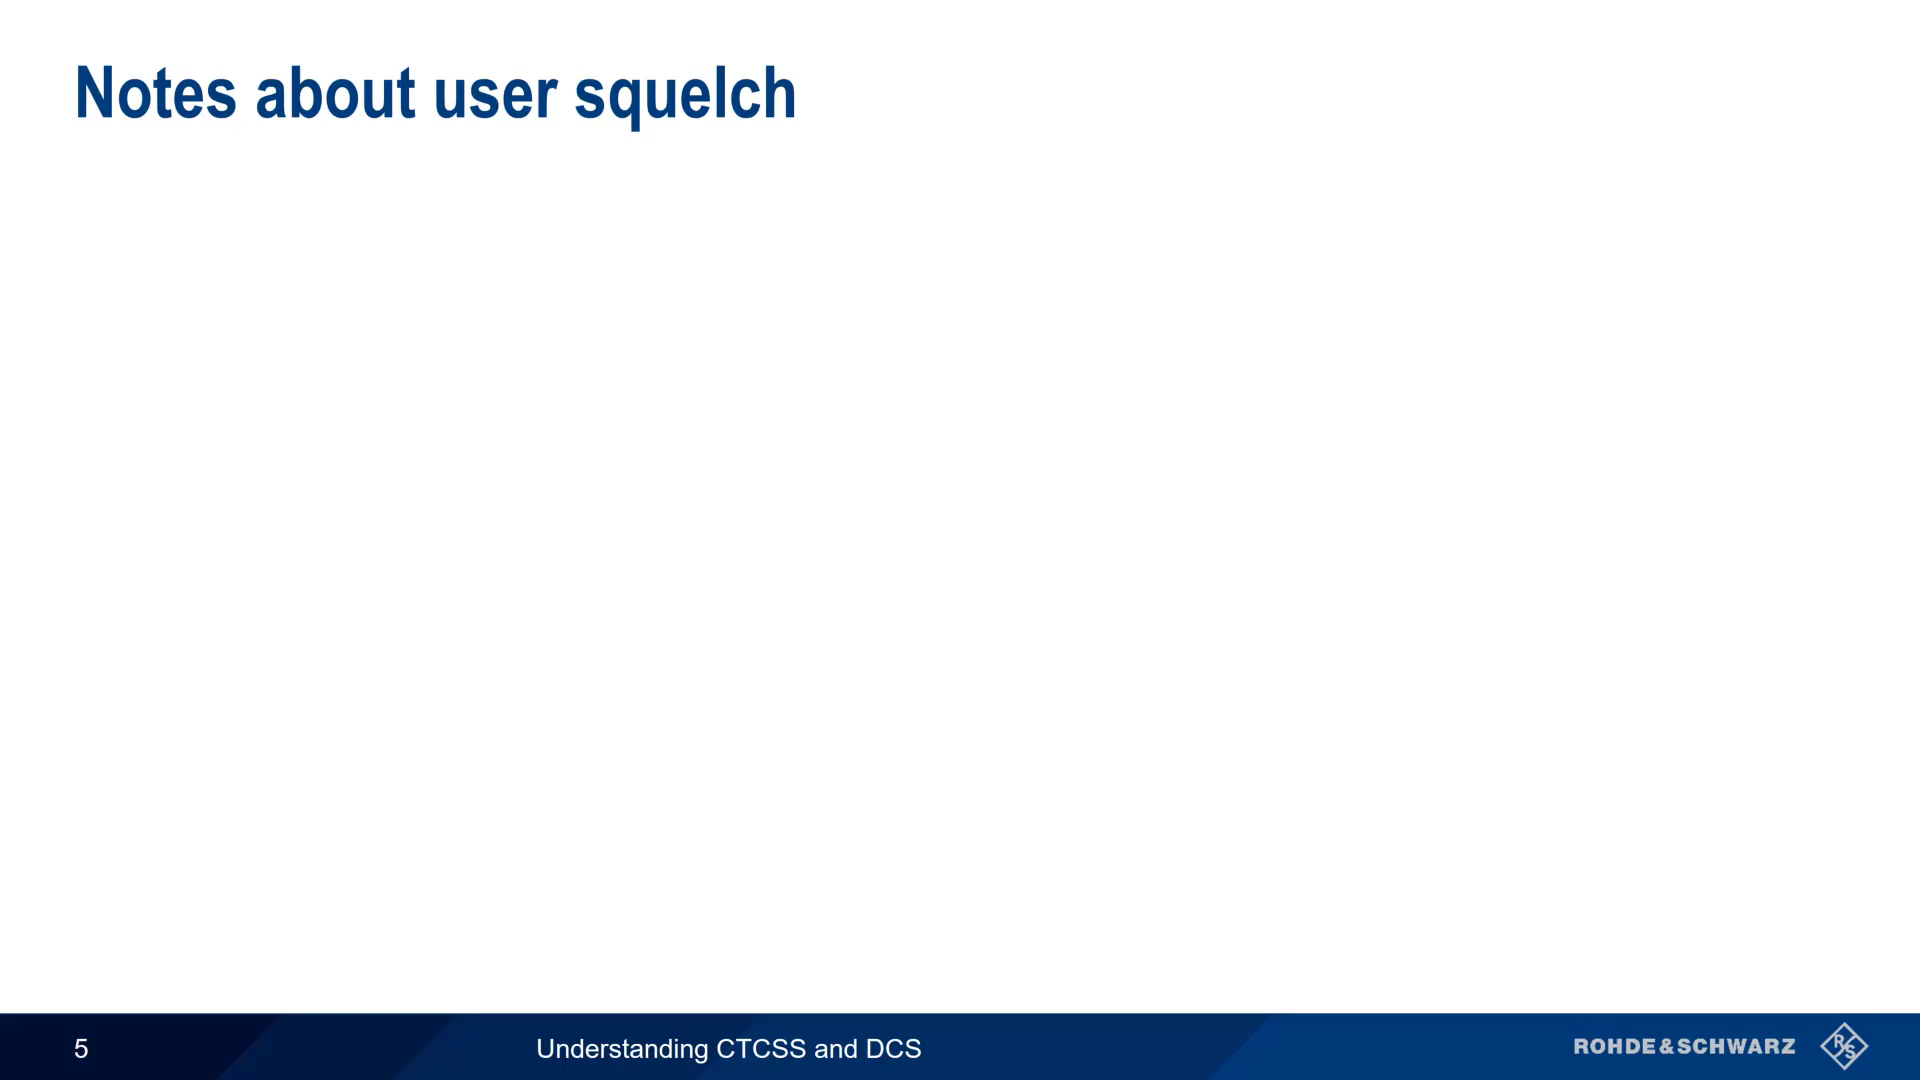 Notes about user squelch
5
Understanding CTCSS and DCS
ROHDE&SCHWARZ
R&S